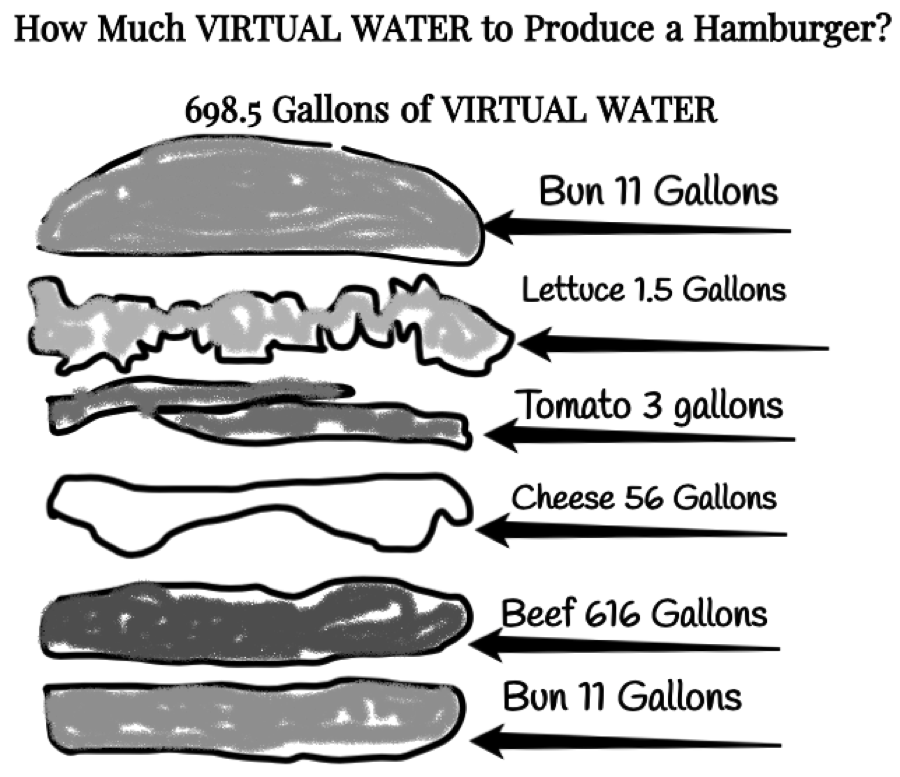 How Much VIRTUAL WATER to Produce a Hamburger?
698.5 Gallons of VIRTUAL WATER
Bun 11 Gallons
Lettuce 1.5 Gallons
Tomato 3 gallons
Cheese 56 Gallons
Beef 616 Gallons
Bun 11 Gallons